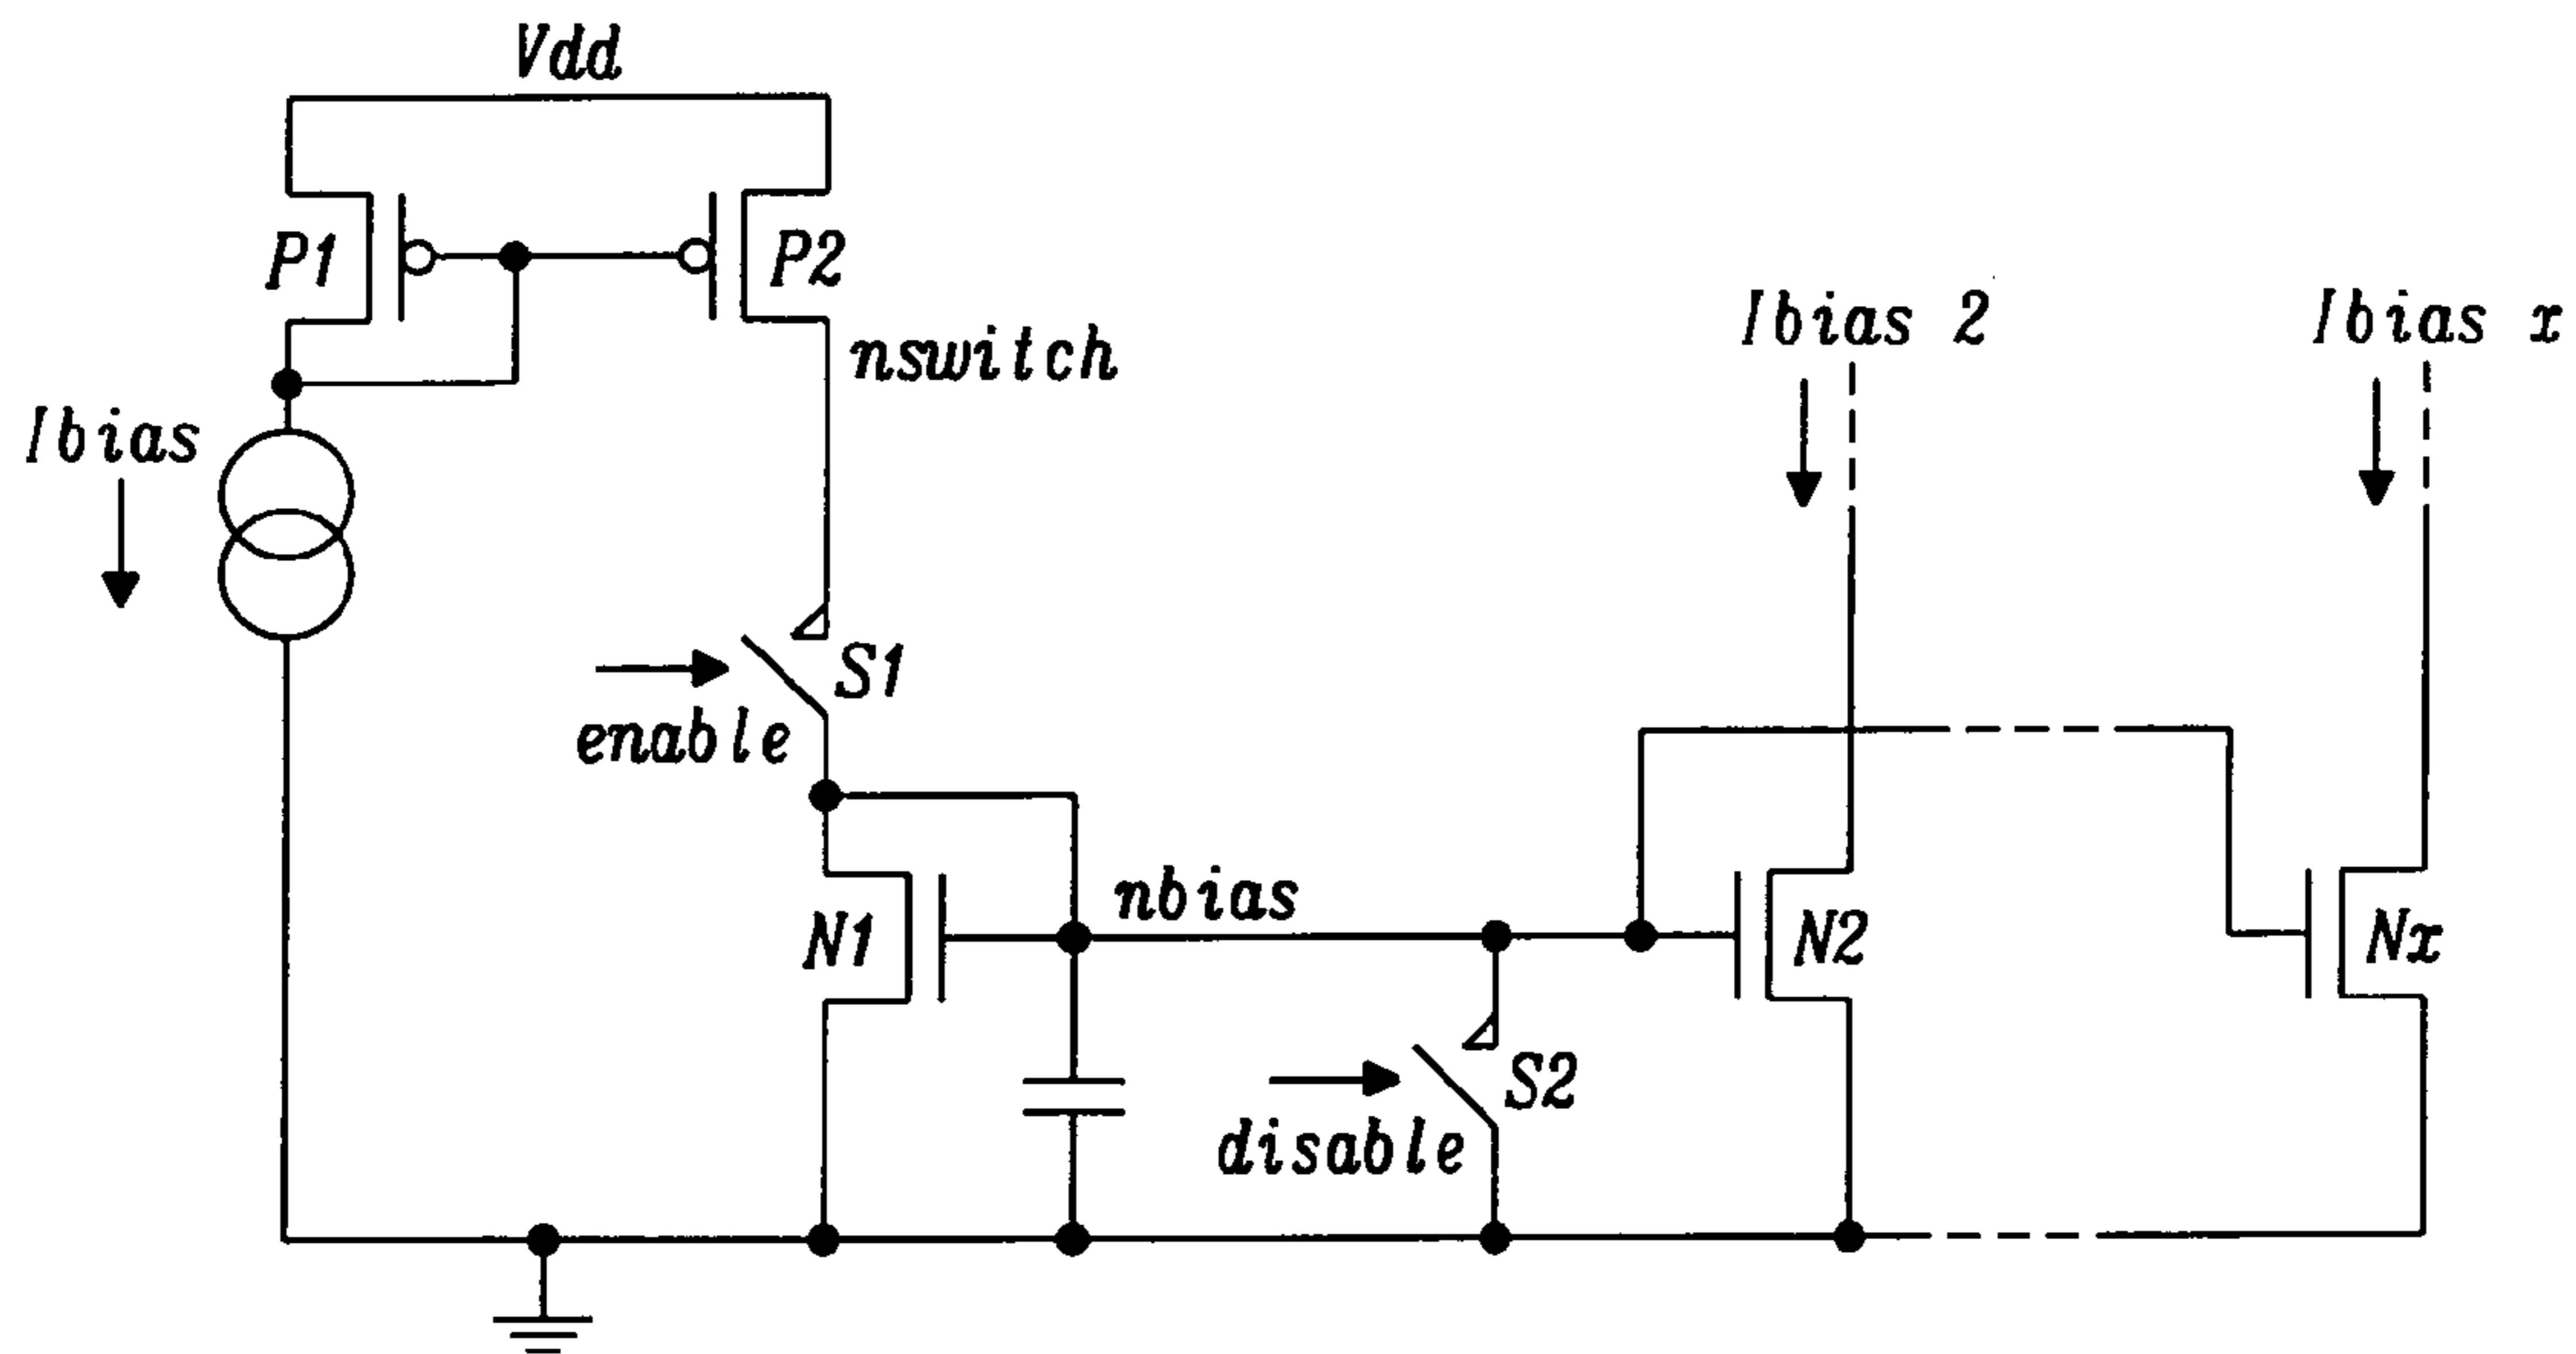 Vdd
P1
P2
nswitch
Ibias
Ibias 2
Ibias x
S1
enable
nbias
N1
N2
Nx
S2
disable